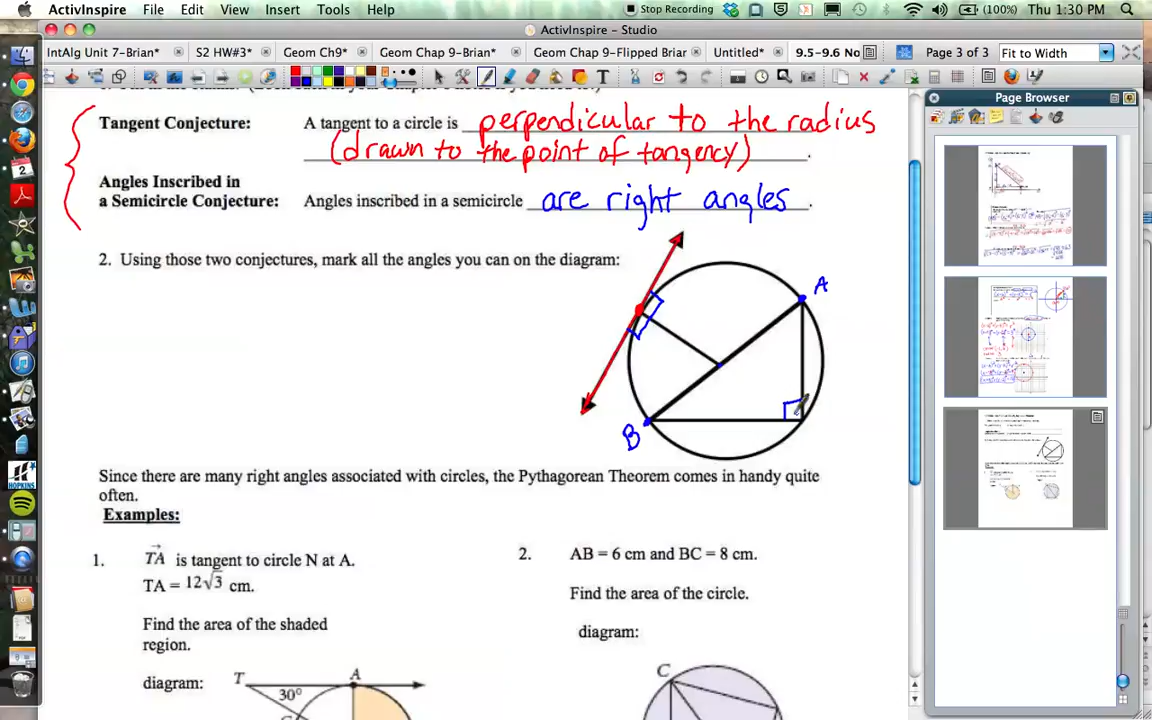 ActivInspire File Edit View Insert Tools Help Stop Recording (100%) Thu 1:30 PM
ActivInspire - Studio
IntAlg Unit 7-Brian* S2 HW#3* Geom Ch9* Geom Chap 9-Brian* Geom Chap 9-Flipped Briar Untitled* 9.5-9.6 No Page 3 of 3 Fit to Width
Page Browser
Tangent Conjecture: A tangent to a circle is perpendicular to the radius
(drawn to the point of tangency).
Angles Inscribed in
a Semicircle Conjecture: Angles inscribed in a semicircle are right angles.
2. Using those two conjectures, mark all the angles you can on the diagram:
A
B
Since there are many right angles associated with circles, the Pythagorean Theorem comes in handy quite
often.
Examples:
1. TA is tangent to circle N at A.
TA = 12√3 cm.
Find the area of the shaded
region.
diagram:
T
A
30°
2. AB = 6 cm and BC = 8 cm.
Find the area of the circle.
diagram:
C
HOPKINS